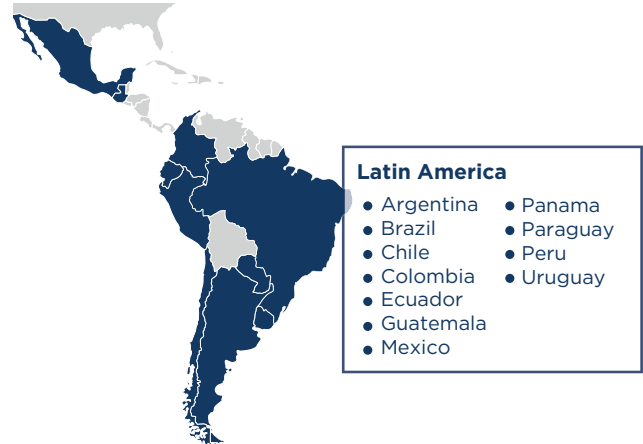 Latin America
• Argentina
• Brazil
• Chile
• Colombia
• Ecuador
• Guatemala
• Mexico
• Panama
• Paraguay
• Peru
• Uruguay